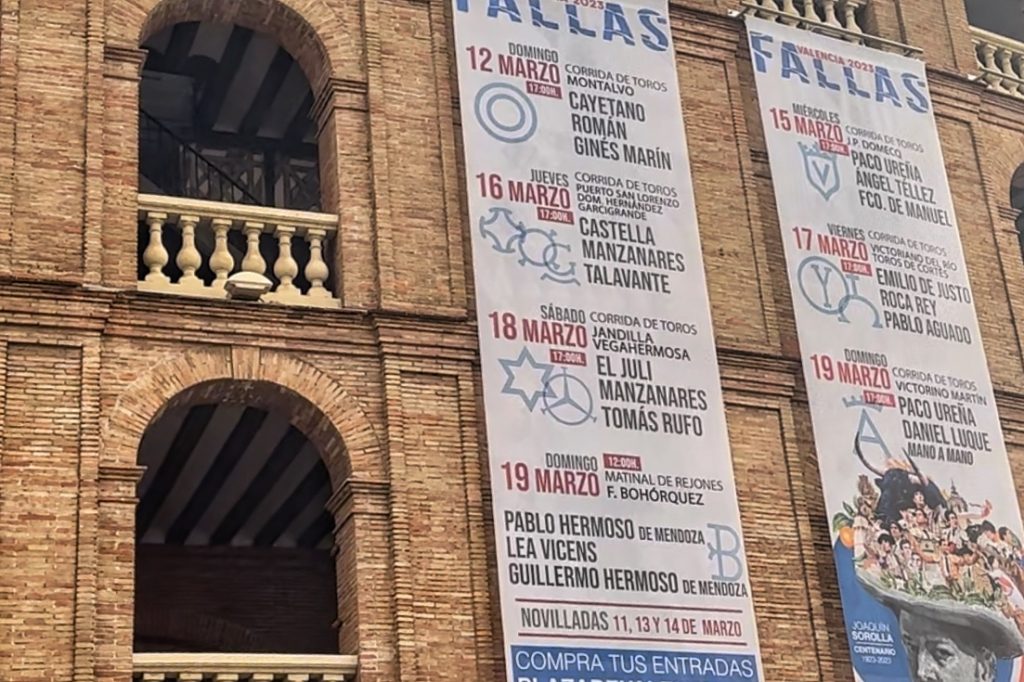 FALLAS 2023
DOMINGO
12 MARZO
17:00H.
CORRIDA DE TOROS
MONTALVO
CAYETANO
ROMÁN
GINÉS MARÍN
JUEVES
16 MARZO
17:00H.
CORRIDA DE TOROS
PUERTO SAN LORENZO
DOM. HERNÁNDEZ
GARCIGRANDE
CASTELLA
MANZANARES
TALAVANTE
SÁBADO
18 MARZO
17:00H.
CORRIDA DE TOROS
JANDILLA
VEGAHERMOSA
EL JULI
MANZANARES
TOMÁS RUFO
DOMINGO
19 MARZO
12:00H.
MATINAL DE REJONES
F. BOHÓRQUEZ
PABLO HERMOSO DE MENDOZA
LEA VICENS
GUILLERMO HERMOSO DE MENDOZA
B
NOVILLADAS 11, 13 Y 14 DE MARZO
COMPRA TUS ENTRADAS
VALENCIA 2023
FALLAS
MIÉRCOLES
15 MARZO
17:00H.
CORRIDA DE TOROS
J.P. DOMECQ
V
PACO UREÑA
ÁNGEL TÉLLEZ
FCO. DE MANUEL
VIERNES
17 MARZO
17:00H.
CORRIDA DE TOROS
VICTORIANO DEL RÍO
TOROS DE CORTÉS
Y
EMILIO DE JUSTO
ROCA REY
PABLO AGUADO
DOMINGO
19 MARZO
17:00H.
CORRIDA DE TOROS
VICTORINO MARTÍN
A
PACO UREÑA
DANIEL LUQUE
MANO A MANO
JOAQUÍN
SOROLLA
CENTENARIO
1923-2023